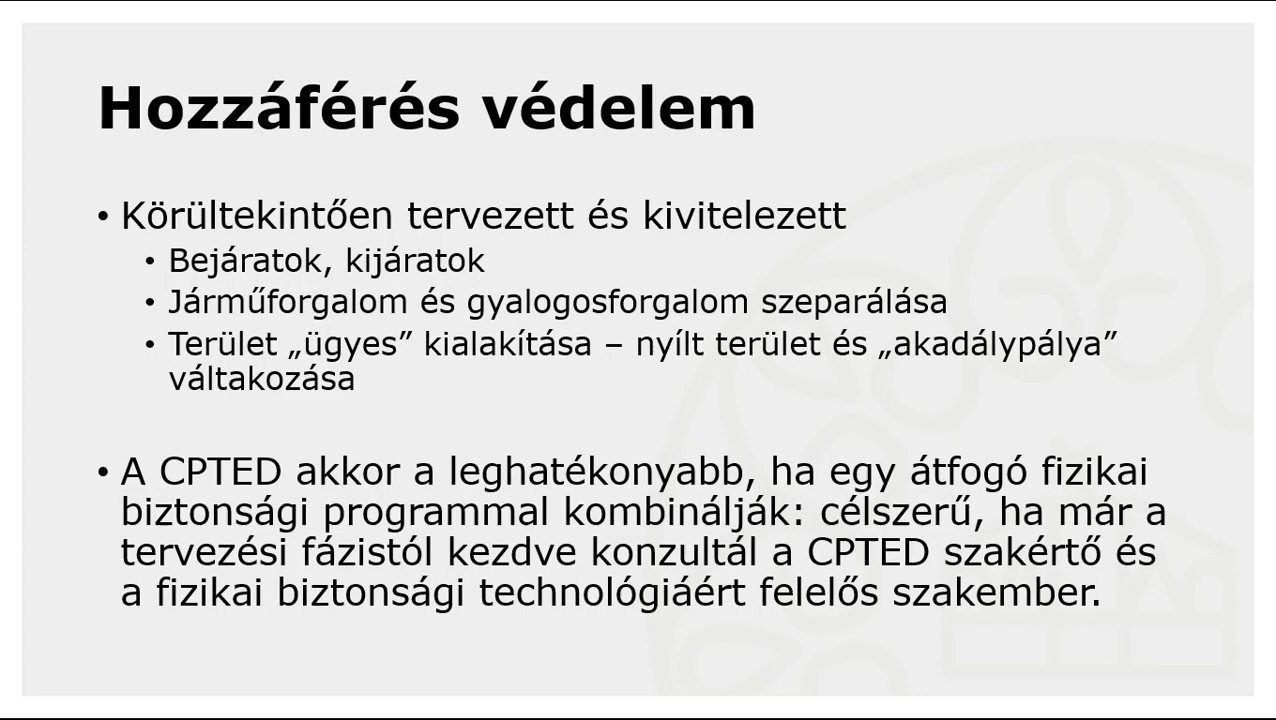 Hozzáférés védelem
• Körültekintően tervezett és kivitelezett
• Bejáratok, kijáratok
• Járműforgalom és gyalogosforgalom szeparálása
• Terület „ügyes” kialakítása – nyílt terület és „akadálypálya”
váltakozása
• A CPTED akkor a leghatékonyabb, ha egy átfogó fizikai
biztonsági programmal kombinálják: célszerű, ha már a
tervezési fázistól kezdve konzultál a CPTED szakértő és
a fizikai biztonsági technológiáért felelős szakember.